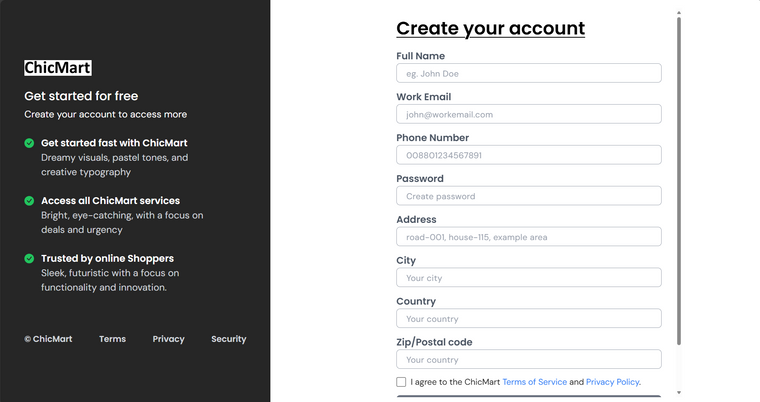 ChicMart
Get started for free
Create your account to access more
Get started fast with ChicMart
Dreamy visuals, pastel tones, and
creative typography
Access all ChicMart services
Bright, eye-catching, with a focus on
deals and urgency
Trusted by online Shoppers
Sleek, futuristic with a focus on
functionality and innovation.
© ChicMart Terms Privacy Security
Create your account
Full Name
eg. John Doe
Work Email
john@workemail.com
Phone Number
008801234567891
Password
Create password
Address
road-001, house-115, example area
City
Your city
Country
Your country
Zip/Postal code
Your country
I agree to the ChicMart Terms of Service and Privacy Policy.